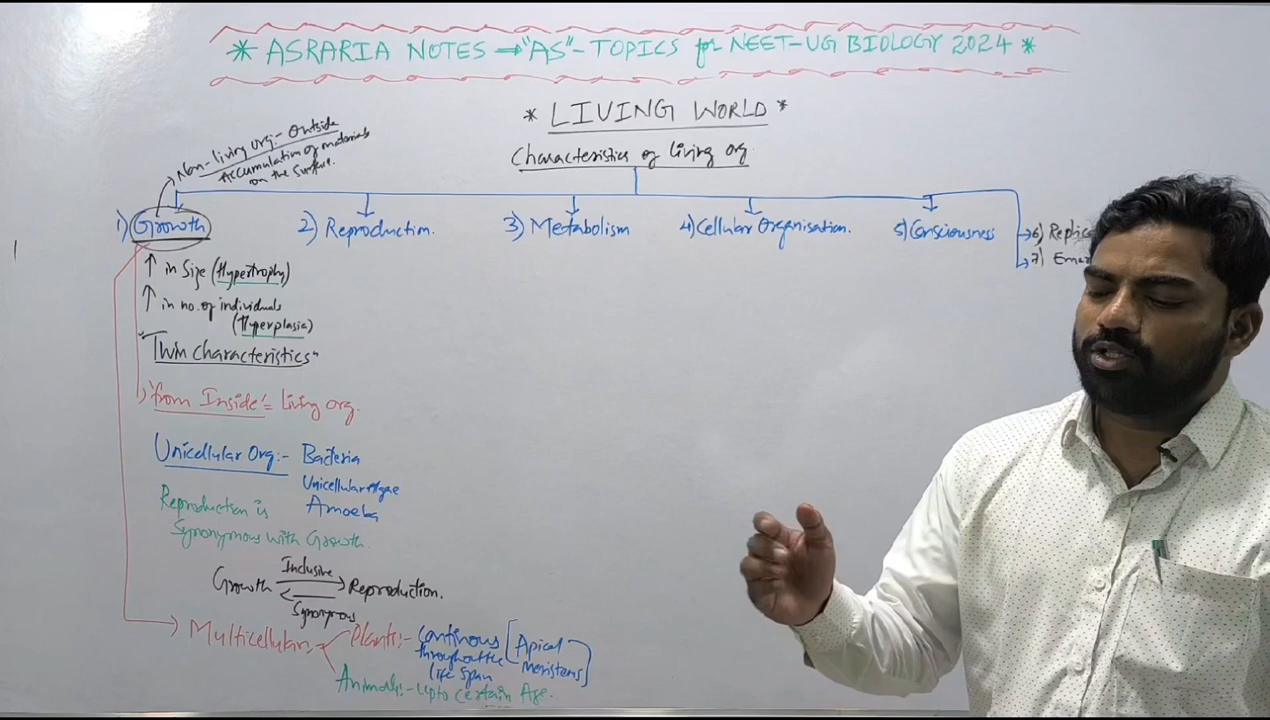 * ASRARIA NOTES → "AS" - TOPICS for NEET-UG BIOLOGY 2024 *
* LIVING WORLD *
Characteristics of living org.
Non-living org:- Outside
Accumulation of materials
on the Surface.
1) Growth
2) Reproduction.
3) Metabolism
4) Cellular Organisation.
5) Consciousness
6)
7)
↑ in Size (Hypertrophy)
↑ in no. of individuals
(Hyperplasia)
"Twin characteristics"
'from Inside' = living org.
Unicellular Org:- Bacteria
Unicellular Algae
Amoeba
Reproduction is
Synonymous with Growth.
Growth Inclusive Reproduction.
Synonymous
Multicellular
Plants:- Continous [Apical
throughout the Meristems]
life span
Animals:- upto certain Age.